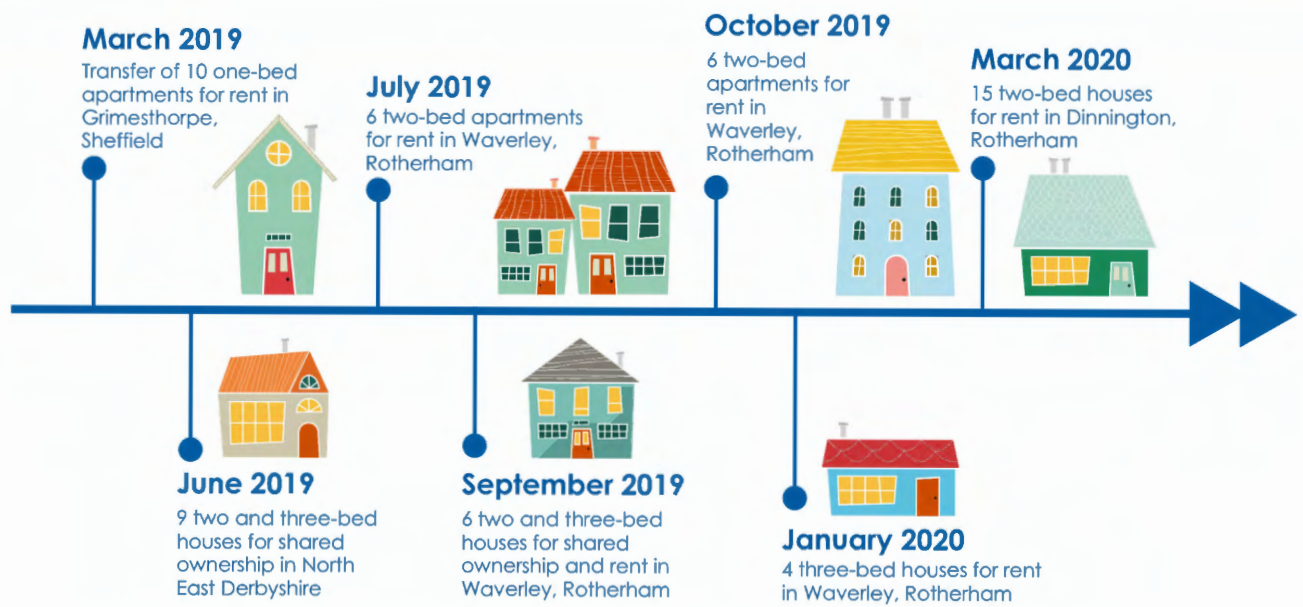 March 2019
Transfer of 10 one-bed
apartments for rent in
Grimesthorpe,
Sheffield
June 2019
9 two and three-bed
houses for shared
ownership in North
East Derbyshire
July 2019
6 two-bed apartments
for rent in Waverley,
Rotherham
September 2019
6 two and three-bed
houses for shared
ownership and rent in
Waverley, Rotherham
October 2019
6 two-bed
apartments for
rent in
Waverley,
Rotherham
January 2020
4 three-bed houses for rent
in Waverley, Rotherham
March 2020
15 two-bed houses
for rent in Dinnington,
Rotherham